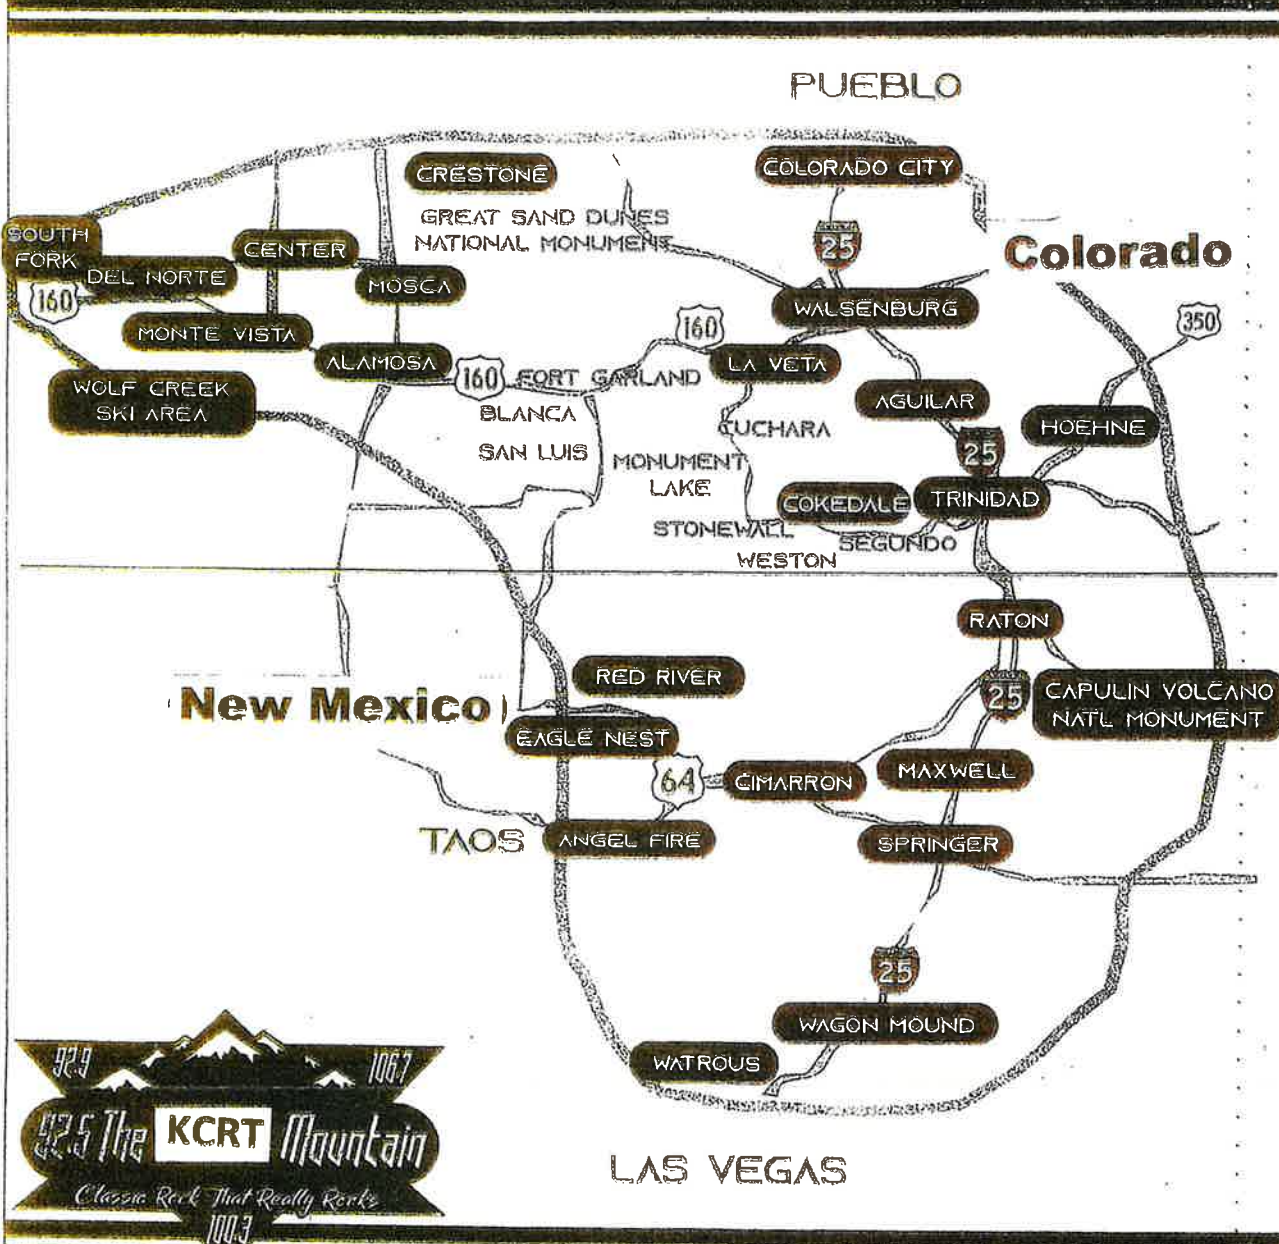 PUEBLO
CRESTONE
COLORADO CITY
GREAT SAND DUNES
NATIONAL MONUMENT
SOUTH
FORK
CENTER
25
Colorado
DEL NORTE
MOSCA
160
WALSENBURG
350
MONTE VISTA
160
ALAMOSA
LA VETA
160
FORT GARLAND
WOLF CREEK
SKI AREA
BLANCA
AGUILAR
CUCHARA
HOEHNE
SAN LUIS
25
MONUMENT
LAKE
COKEDALE
TRINIDAD
STONEWALL
SEGUNDO
WESTON
RATON
RED RIVER
New Mexico
25
CAPULIN VOLCANO
NATL MONUMENT
EAGLE NEST
64
CIMARRON
MAXWELL
TAOS
ANGEL FIRE
SPRINGER
25
WAGON MOUND
WATROUS
92.9
106.7
92.5 The KCRT Mountain
Classic Rock That Really Rocks
100.3
LAS VEGAS